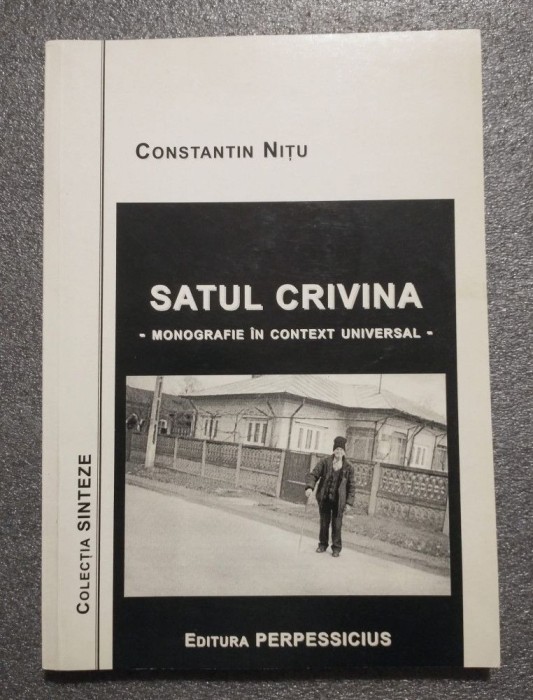 CONSTANTIN NIȚU
SATUL CRIVINA
- MONOGRAFIE ÎN CONTEXT UNIVERSAL -
COLECȚIA SINTEZE
EDITURA PERPESSICIUS